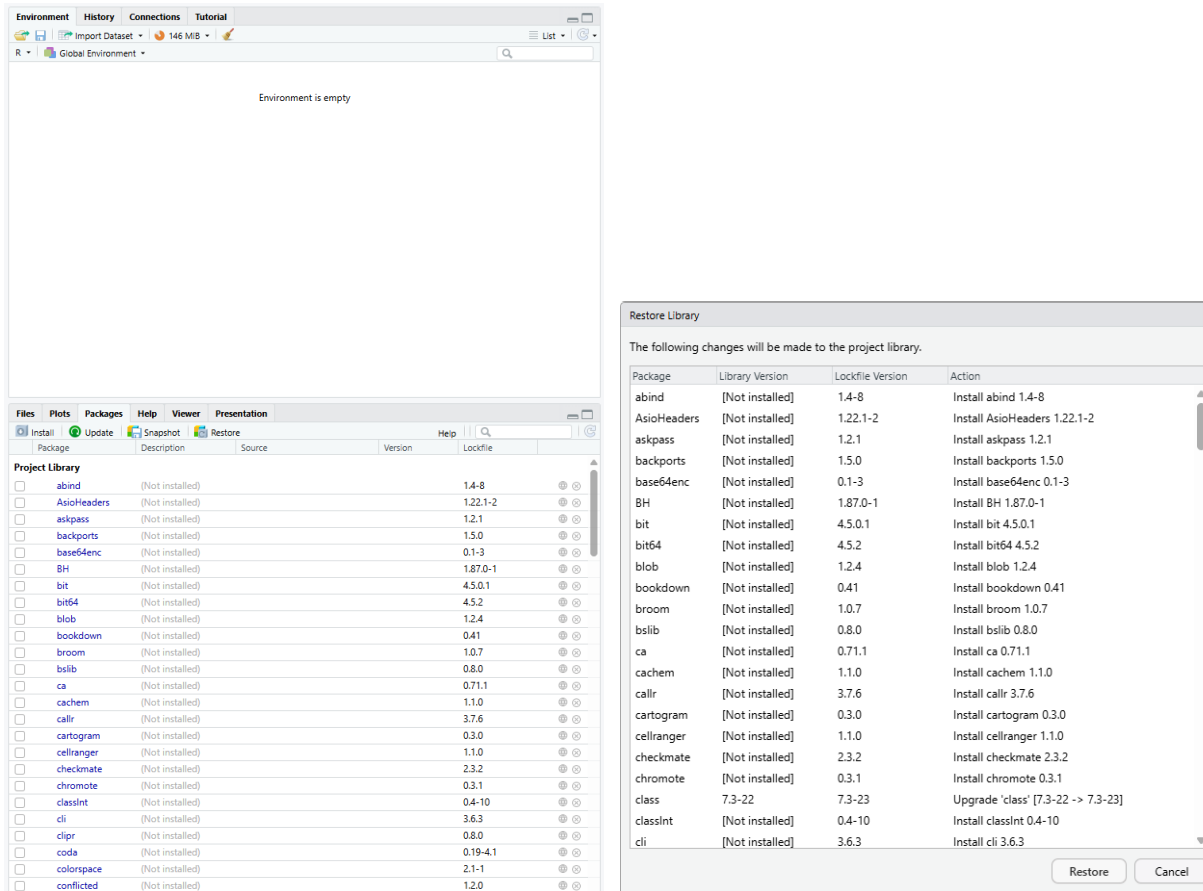 Environment History Connections Tutorial
Import Dataset 146 MiB List
R Global Environment
Environment is empty
Files Plots Packages Help Viewer Presentation
Install Update Snapshot Restore Help
Package Description Source Version Lockfile
Project Library
abind (Not installed) 1.4-8
AsioHeaders (Not installed) 1.22.1-2
askpass (Not installed) 1.2.1
backports (Not installed) 1.5.0
base64enc (Not installed) 0.1-3
BH (Not installed) 1.87.0-1
bit (Not installed) 4.5.0.1
bit64 (Not installed) 4.5.2
blob (Not installed) 1.2.4
bookdown (Not installed) 0.41
broom (Not installed) 1.0.7
bslib (Not installed) 0.8.0
ca (Not installed) 0.71.1
cachem (Not installed) 1.1.0
callr (Not installed) 3.7.6
cartogram (Not installed) 0.3.0
cellranger (Not installed) 1.1.0
checkmate (Not installed) 2.3.2
chromote (Not installed) 0.3.1
classInt (Not installed) 0.4-10
cli (Not installed) 3.6.3
clipr (Not installed) 0.8.0
coda (Not installed) 0.19-4.1
colorspace (Not installed) 2.1-1
conflicted (Not installed) 1.2.0
Restore Library
The following changes will be made to the project library.
Package Library Version Lockfile Version Action
abind [Not installed] 1.4-8 Install abind 1.4-8
AsioHeaders [Not installed] 1.22.1-2 Install AsioHeaders 1.22.1-2
askpass [Not installed] 1.2.1 Install askpass 1.2.1
backports [Not installed] 1.5.0 Install backports 1.5.0
base64enc [Not installed] 0.1-3 Install base64enc 0.1-3
BH [Not installed] 1.87.0-1 Install BH 1.87.0-1
bit [Not installed] 4.5.0.1 Install bit 4.5.0.1
bit64 [Not installed] 4.5.2 Install bit64 4.5.2
blob [Not installed] 1.2.4 Install blob 1.2.4
bookdown [Not installed] 0.41 Install bookdown 0.41
broom [Not installed] 1.0.7 Install broom 1.0.7
bslib [Not installed] 0.8.0 Install bslib 0.8.0
ca [Not installed] 0.71.1 Install ca 0.71.1
cachem [Not installed] 1.1.0 Install cachem 1.1.0
callr [Not installed] 3.7.6 Install callr 3.7.6
cartogram [Not installed] 0.3.0 Install cartogram 0.3.0
cellranger [Not installed] 1.1.0 Install cellranger 1.1.0
checkmate [Not installed] 2.3.2 Install checkmate 2.3.2
chromote [Not installed] 0.3.1 Install chromote 0.3.1
class 7.3-22 7.3-23 Upgrade 'class' [7.3-22 -> 7.3-23]
classInt [Not installed] 0.4-10 Install classInt 0.4-10
cli [Not installed] 3.6.3 Install cli 3.6.3
Restore Cancel